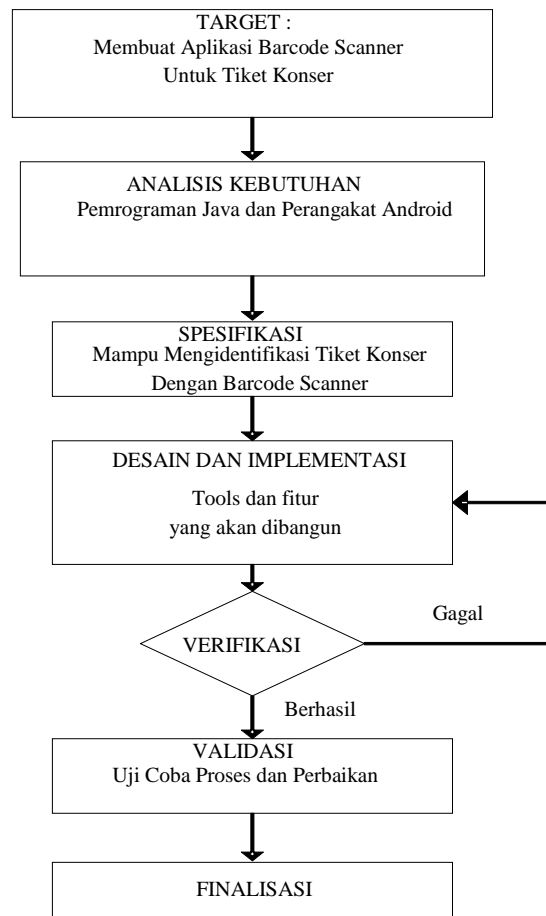 TARGET :
Membuat Aplikasi Barcode Scanner
Untuk Tiket Konser
ANALISIS KEBUTUHAN
Pemrograman Java dan Perangakat Android
SPESIFIKASI
Mampu Mengidentifikasi Tiket Konser
Dengan Barcode Scanner
DESAIN DAN IMPLEMENTASI
Tools dan fitur
yang akan dibangun
Gagal
VERIFIKASI
Berhasil
VALIDASI
Uji Coba Proses dan Perbaikan
FINALISASI